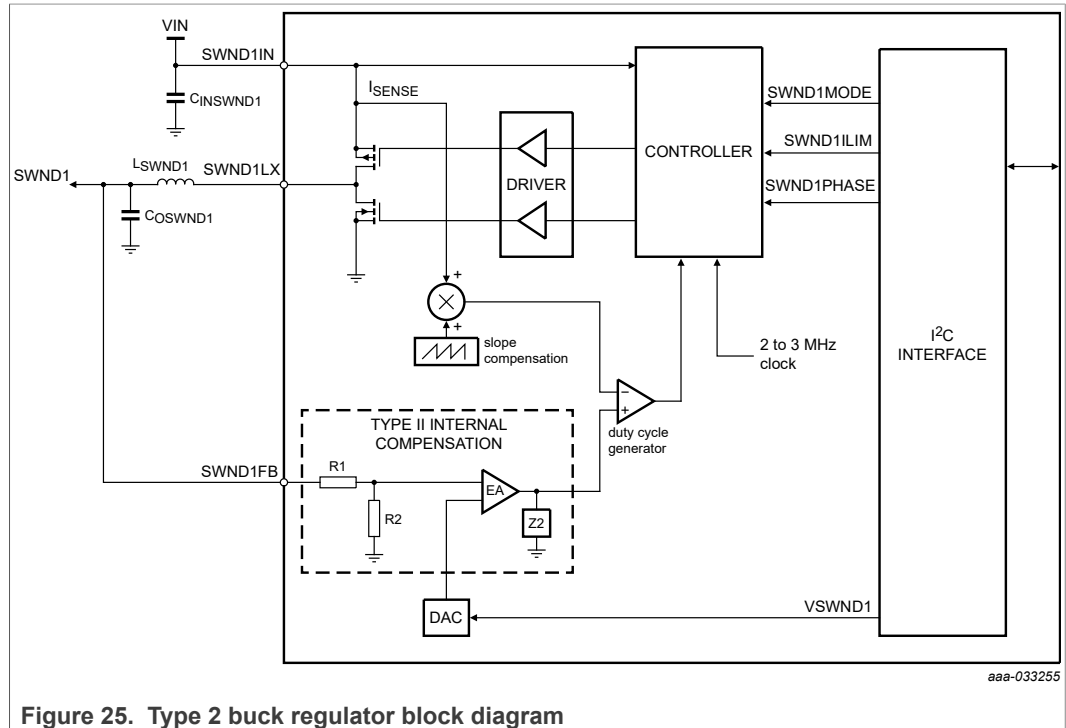 VIN
SWND1IN
CINSWND1
ISENSE
SWND1
LSWND1
SWND1LX
COSWND1
DRIVER
CONTROLLER
SWND1MODE
SWND1ILIM
SWND1PHASE
I2C
INTERFACE
+
+
slope
compensation
2 to 3 MHz
clock
−
+
duty cycle
generator
TYPE II INTERNAL
COMPENSATION
SWND1FB
R1
R2
EA
Z2
DAC
VSWND1
aaa-033255
Figure 25. Type 2 buck regulator block diagram